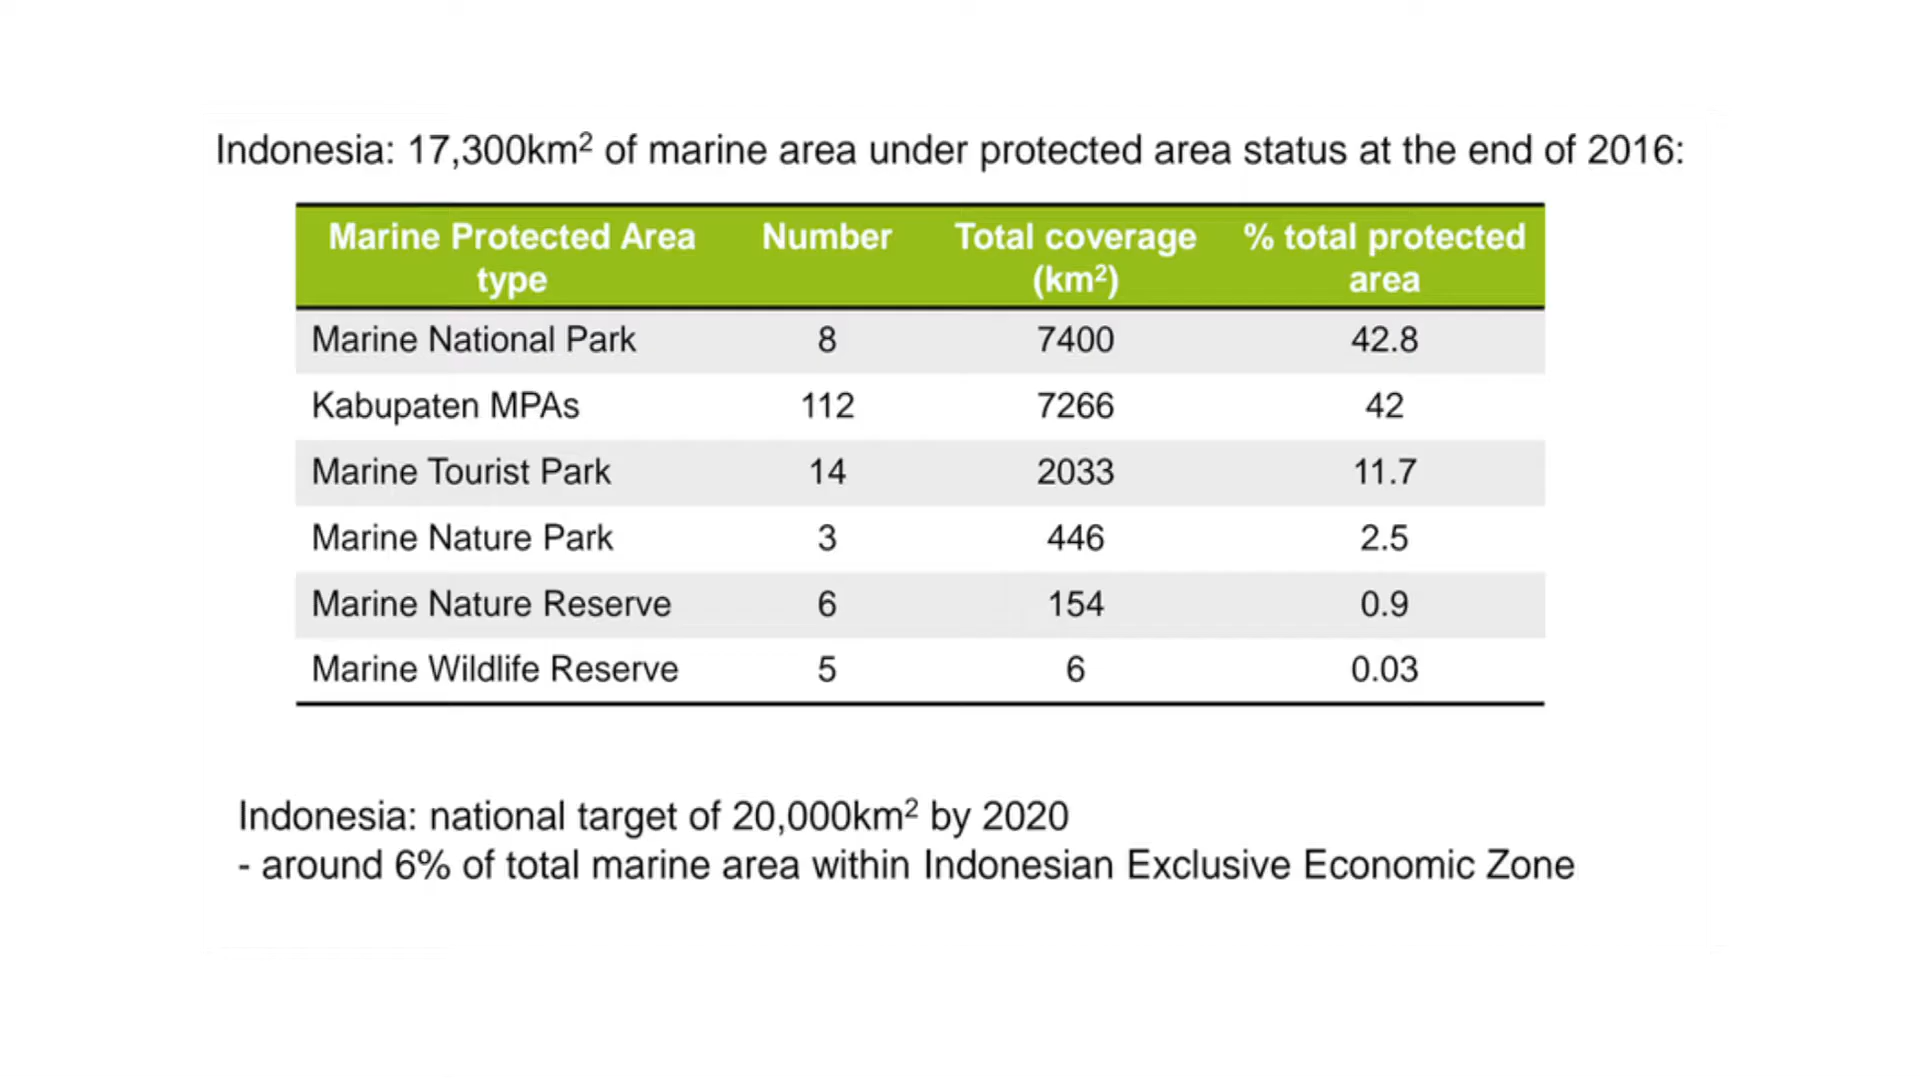 Indonesia: 17,300km² of marine area under protected area status at the end of 2016:
Marine Protected Area type Number Total coverage (km²) % total protected area
Marine National Park 8 7400 42.8
Kabupaten MPAs 112 7266 42
Marine Tourist Park 14 2033 11.7
Marine Nature Park 3 446 2.5
Marine Nature Reserve 6 154 0.9
Marine Wildlife Reserve 5 6 0.03
Indonesia: national target of 20,000km² by 2020
- around 6% of total marine area within Indonesian Exclusive Economic Zone